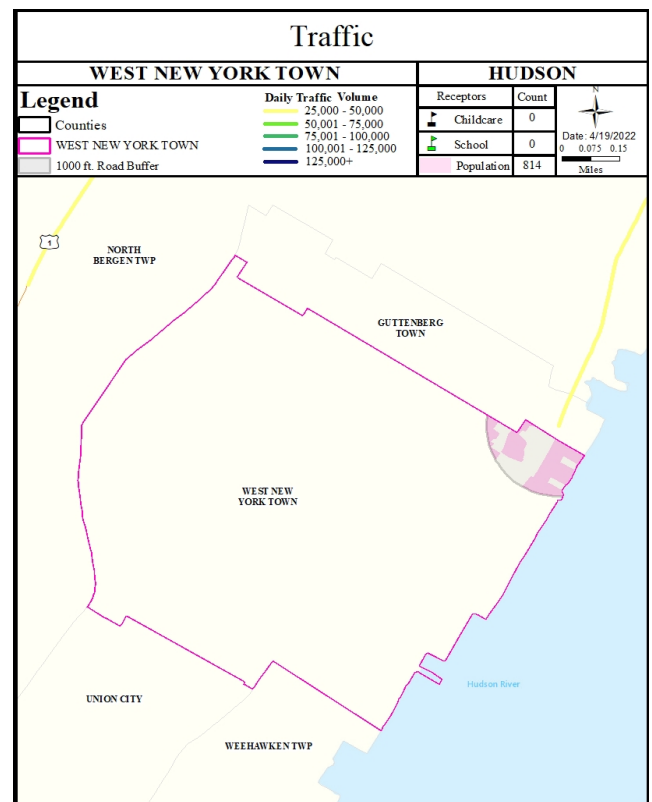 Traffic
WEST NEW YORK TOWN
HUDSON
Legend
Counties
WEST NEW YORK TOWN
1000 ft. Road Buffer
Daily Traffic Volume
25,000 - 50,000
50,001 - 75,000
75,001 - 100,000
100,001 - 125,000
125,000+
Receptors Count
Childcare 0
School 0
Population 814
N
Date: 4/19/2022
0 0.075 0.15
Miles
1
NORTH
BERGEN TWP
GUTTENBERG
TOWN
WEST NEW
YORK TOWN
Hudson River
UNION CITY
WEEHAWKEN TWP